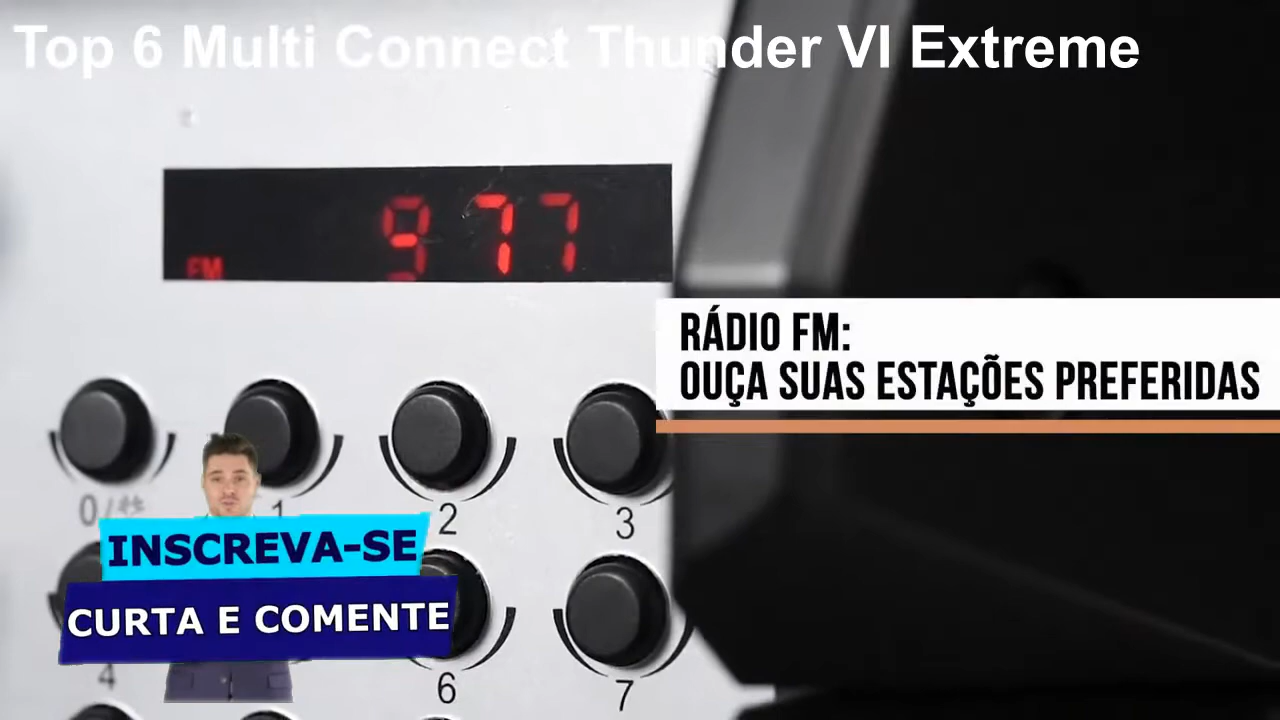 Top 6 Multi Connect Thunder VI Extreme
977
FM
RÁDIO FM:
OUÇA SUAS ESTAÇÕES PREFERIDAS
0/
1
2
3
INSCREVA-SE
CURTA E COMENTE
4
6
7